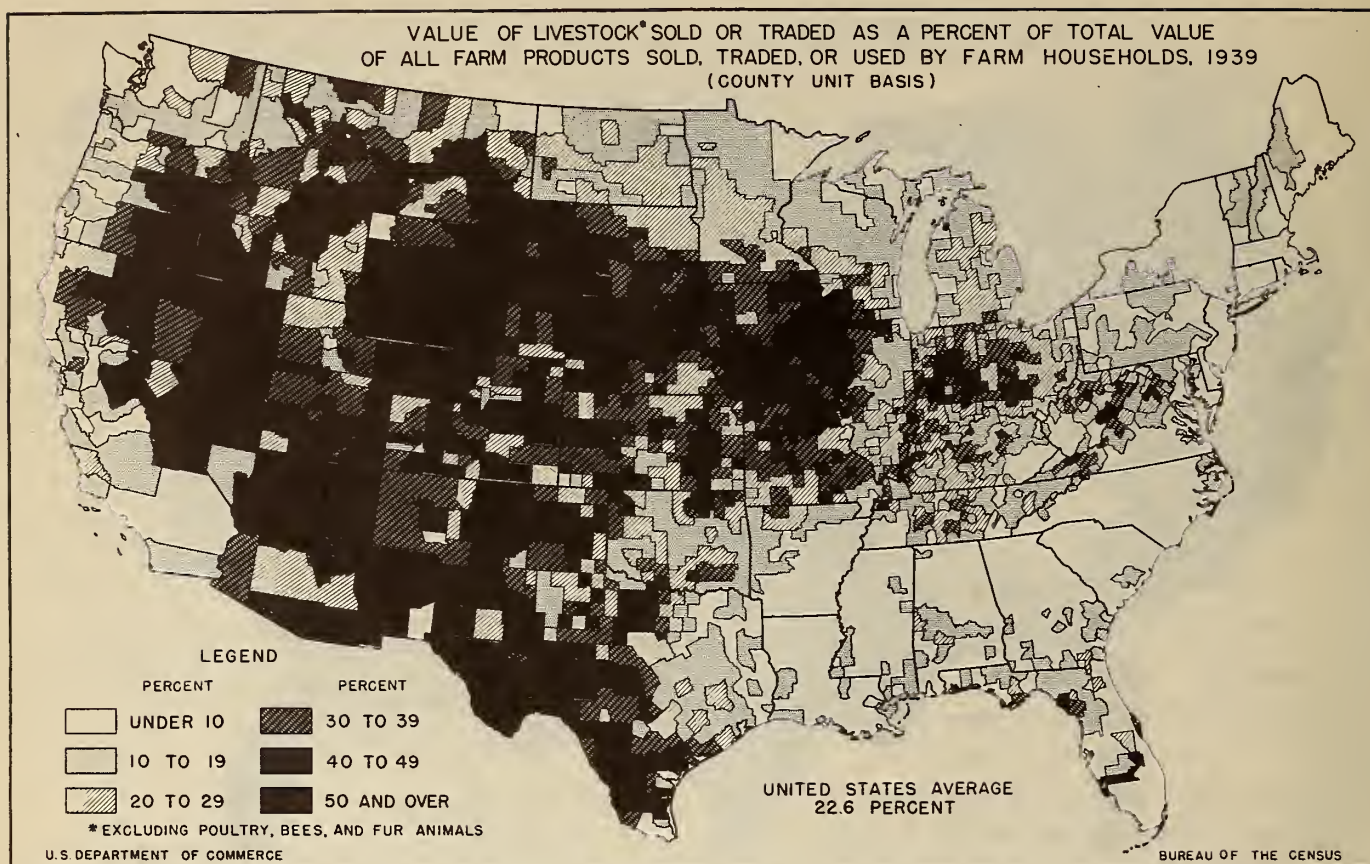 VALUE OF LIVESTOCK* SOLD OR TRADED AS A PERCENT OF TOTAL VALUE
OF ALL FARM PRODUCTS SOLD, TRADED, OR USED BY FARM HOUSEHOLDS, 1939
(COUNTY UNIT BASIS)
LEGEND
PERCENT
UNDER 10
10 TO 19
20 TO 29
PERCENT
30 TO 39
40 TO 49
50 AND OVER
*EXCLUDING POULTRY, BEES, AND FUR ANIMALS
UNITED STATES AVERAGE
22.6 PERCENT
U.S. DEPARTMENT OF COMMERCE
BUREAU OF THE CENSUS